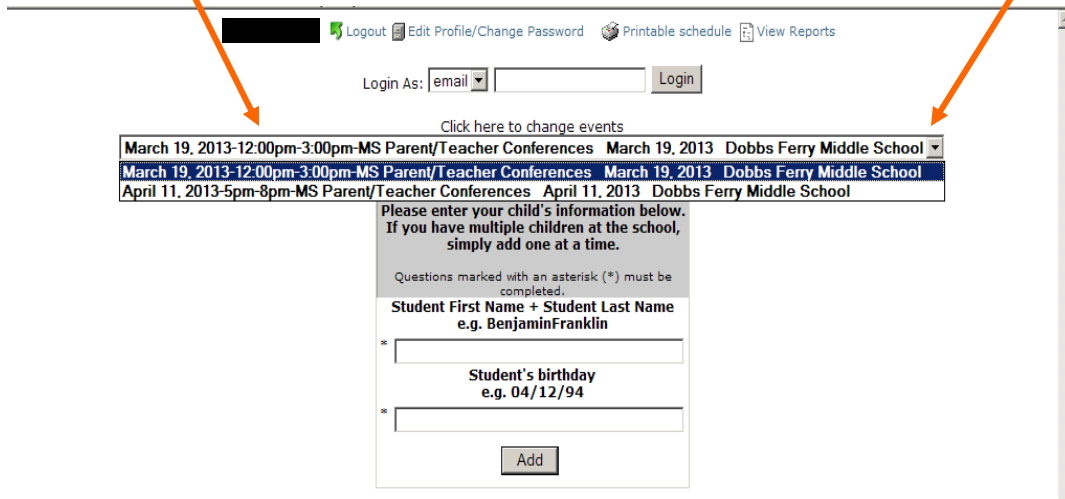 Logout Edit Profile/Change Password Printable schedule View Reports
Login As: email Login
Click here to change events
March 19, 2013-12:00pm-3:00pm-MS Parent/Teacher Conferences March 19, 2013 Dobbs Ferry Middle School
March 19, 2013-12:00pm-3:00pm-MS Parent/Teacher Conferences March 19, 2013 Dobbs Ferry Middle School
April 11, 2013-5pm-8pm-MS Parent/Teacher Conferences April 11, 2013 Dobbs Ferry Middle School
Please enter your child's information below.
If you have multiple children at the school,
simply add one at a time.
Questions marked with an asterisk (*) must be
completed.
Student First Name + Student Last Name
e.g. BenjaminFranklin
*
Student's birthday
e.g. 04/12/94
*
Add